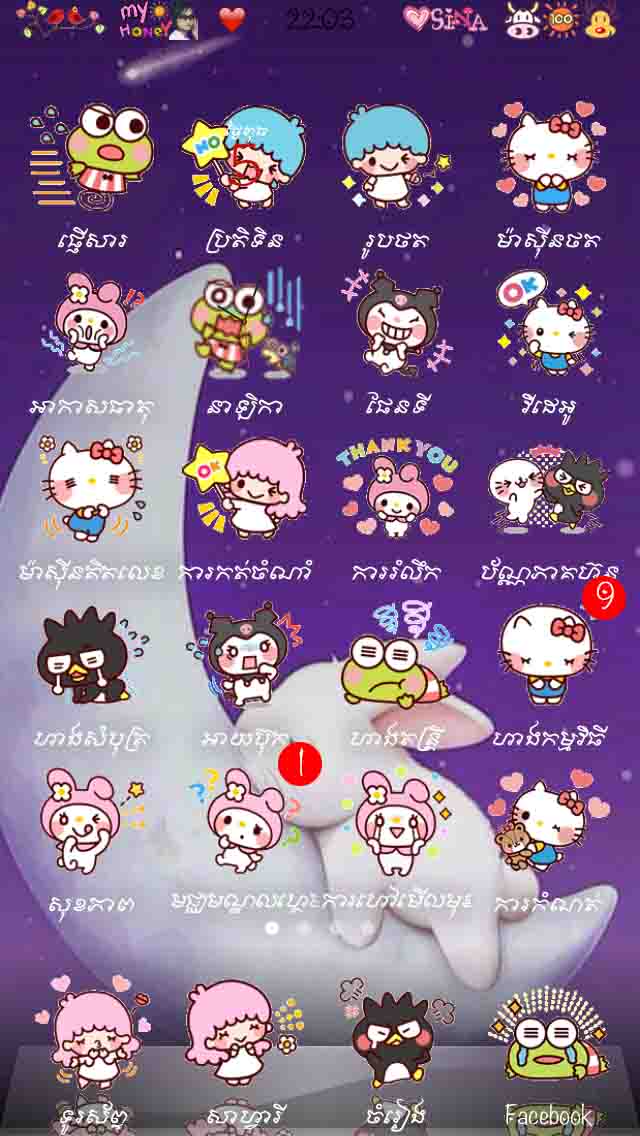 my HONEY 22:03 SiNA 100
NO
ផ្ញើសារ ប្រតិទិន រូបថត ម៉ាស៊ីនថត
!? OK
អាកាសធាតុ នាឡិកា ផែនទី វីដេអូ
OK THANK YOU
ម៉ាស៊ីនគិតលេខ ការកត់ចំណាំ ការរំលឹក ប័ណ្ណភាគហ៊ុន
9
ហាងសំបុត្រ អាយប៊ុក ហាងតន្ត្រី ហាងកម្មវិធី
1
សុខភាព មជ្ឈមណ្ឌលហ្គេម ការហៅមើលមុខ ការកំណត់
ទូរស័ព្ទ សាហ្វារី ចំរៀង Facebook